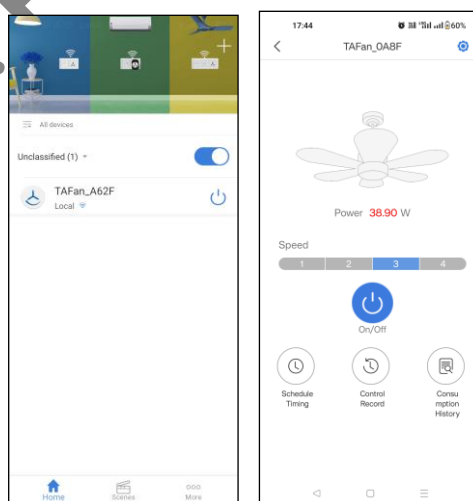 All devices
Unclassified (1)
TAFan_A62F
Local
Home
Scenes
More
17:44
60%
TAFan_0A8F
Power 38.90 W
Speed
1 2 3 4
On/Off
Schedule
Timing
Control
Record
Consu
mption
History